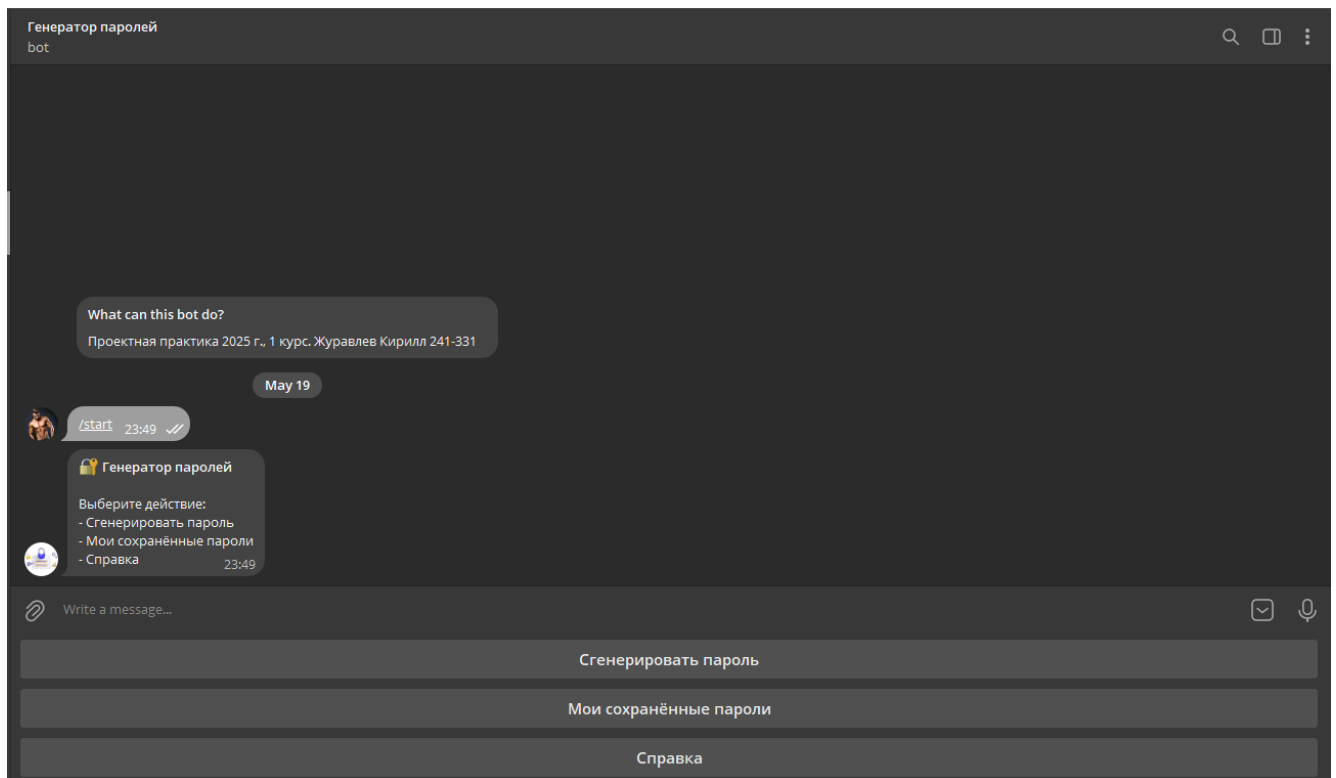 Генератор паролей
bot
What can this bot do?
Проектная практика 2025 г., 1 курс. Журавлев Кирилл 241-331
May 19
/start 23:49
🔐 Генератор паролей
Выберите действие:
- Сгенерировать пароль
- Мои сохранённые пароли
- Справка 23:49
Write a message...
Сгенерировать пароль
Мои сохранённые пароли
Справка